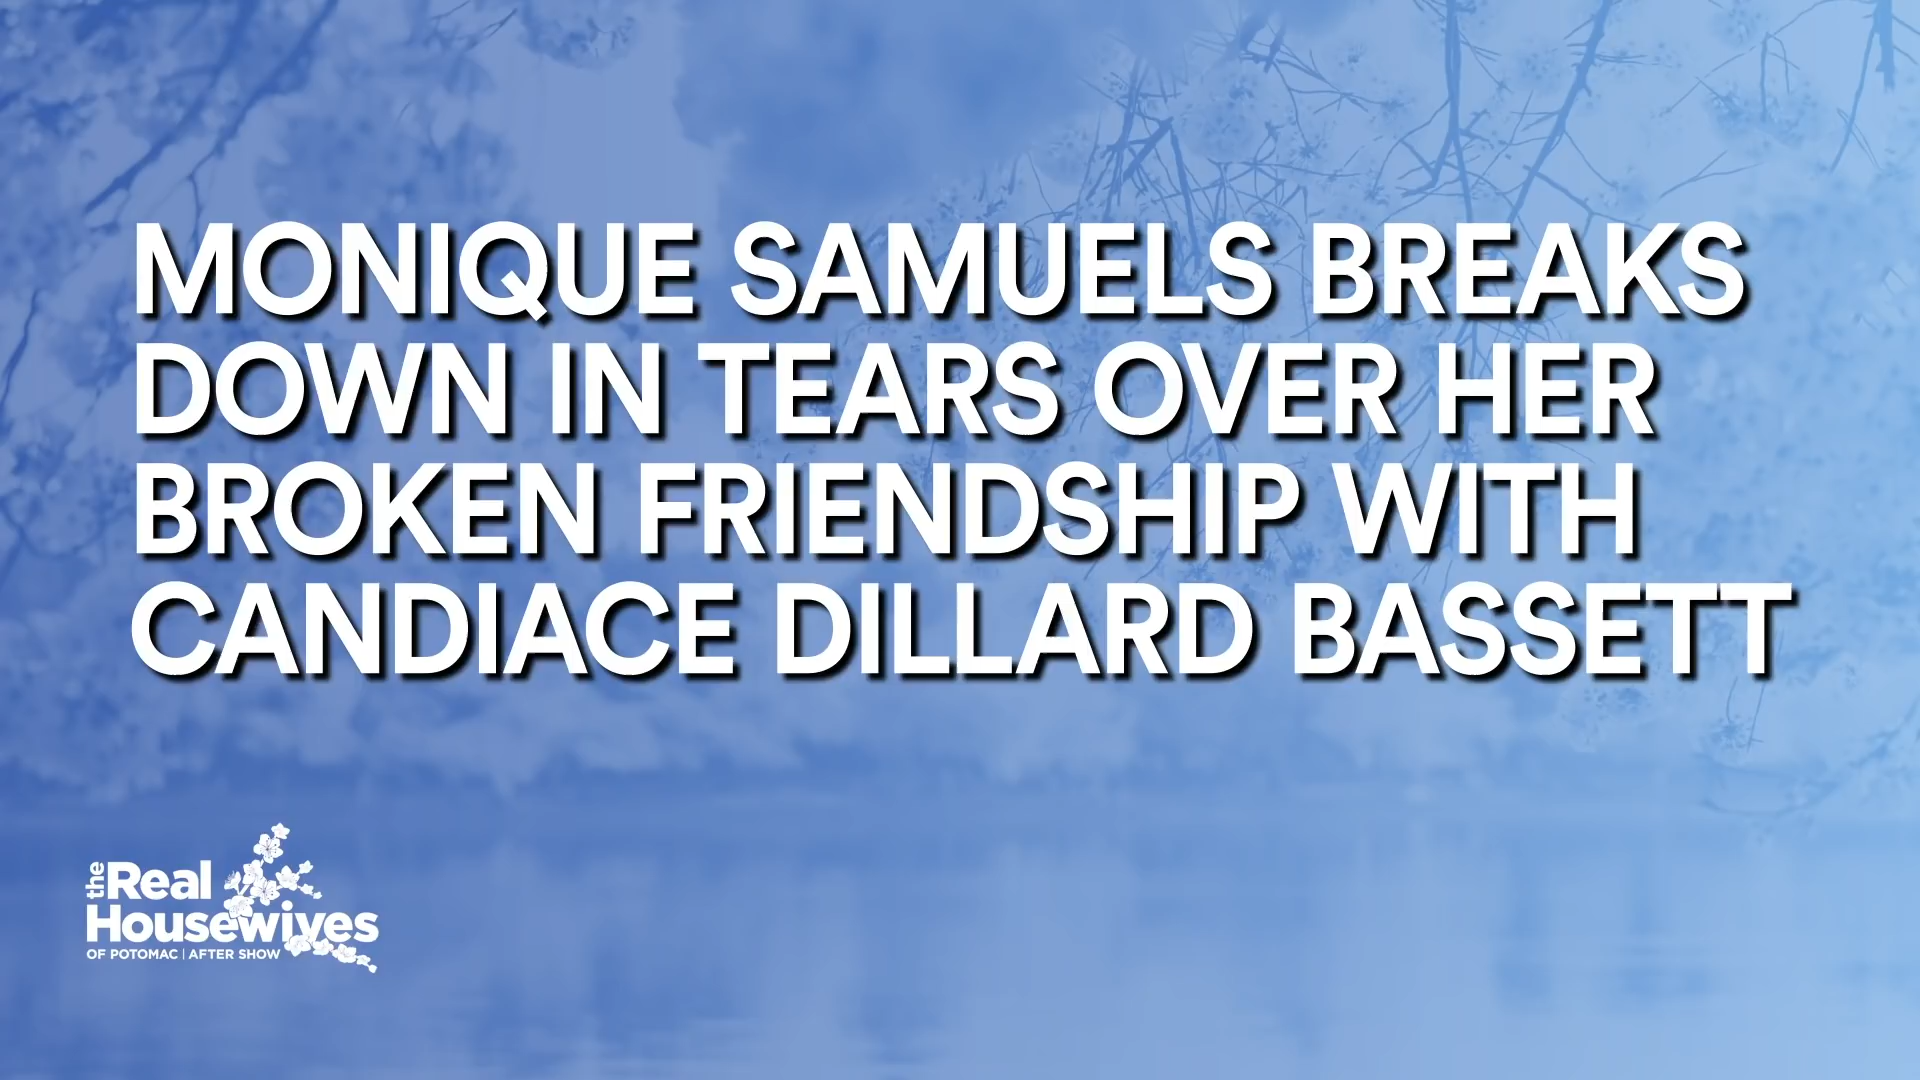 MONIQUE SAMUELS BREAKS
DOWN IN TEARS OVER HER
BROKEN FRIENDSHIP WITH
CANDIACE DILLARD BASSETT
the Real
Housewives
OF POTOMAC | AFTER SHOW